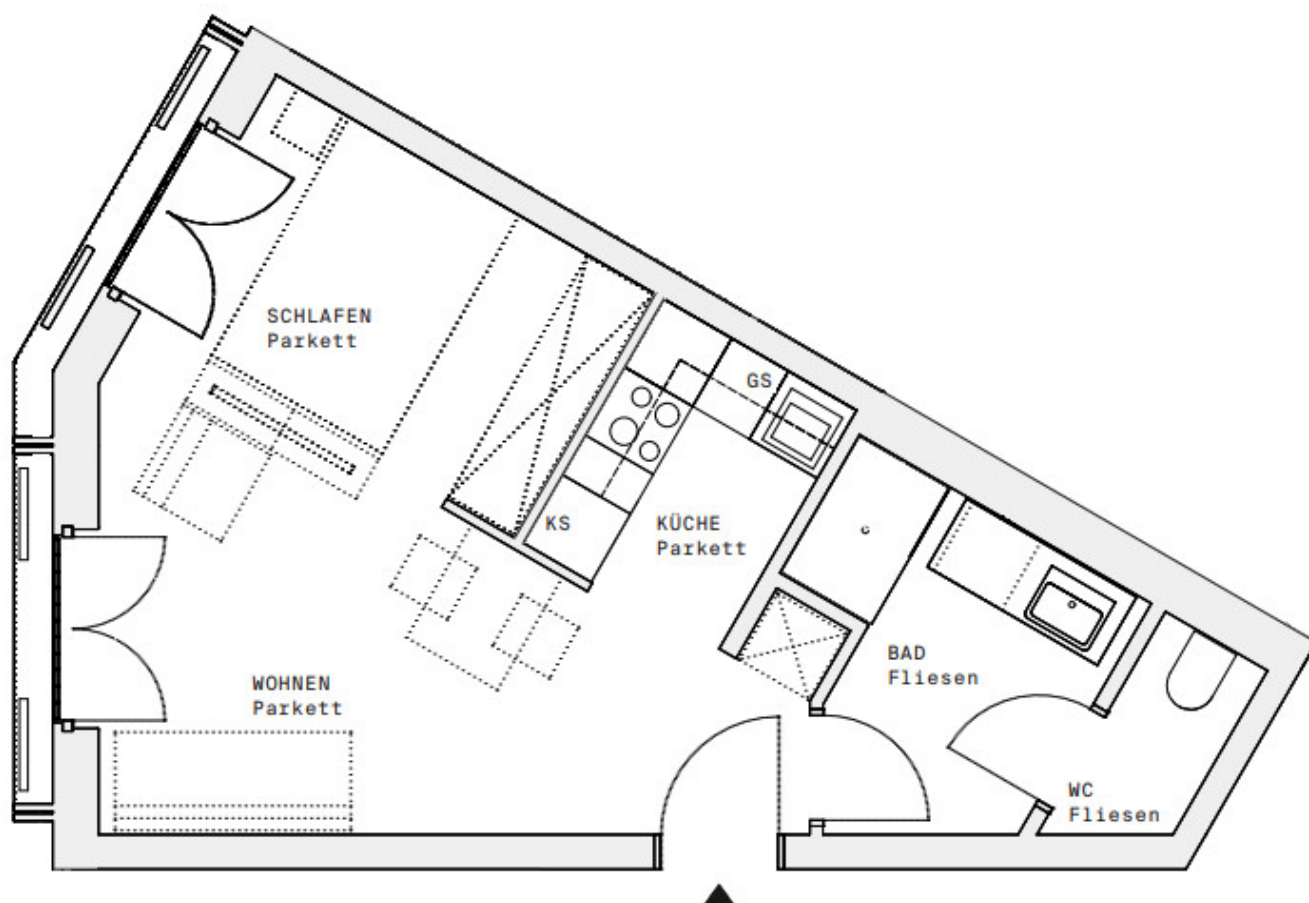 SCHLAFEN
Parkett
GS
KS
KÜCHE
Parkett
BAD
Fliesen
WOHNEN
Parkett
WC
Fliesen